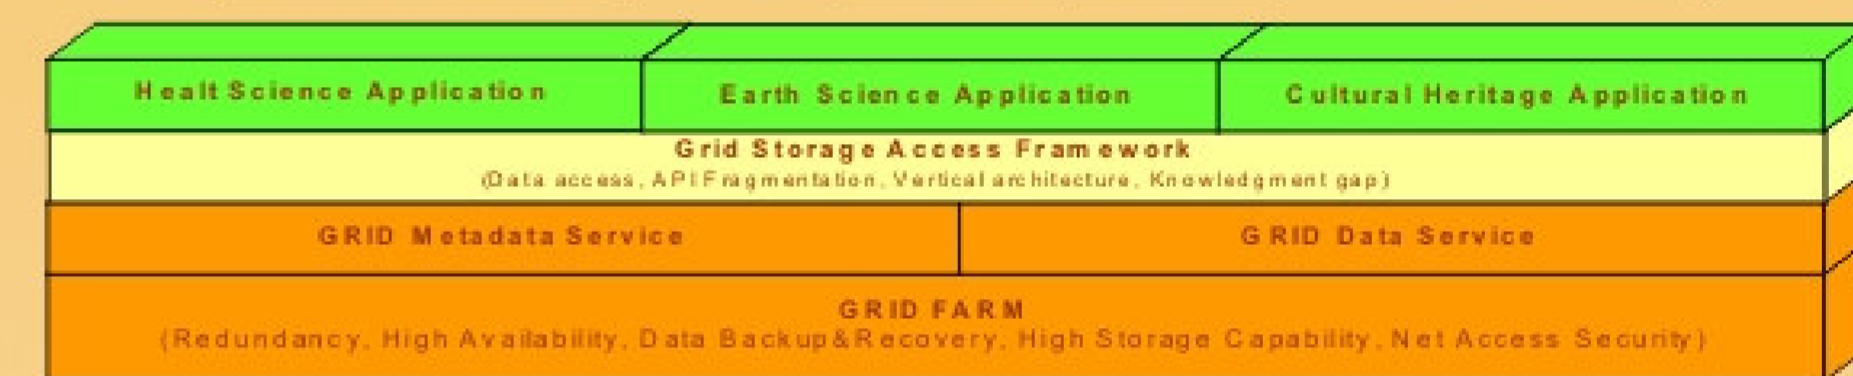 Healt Science Application
Earth Science Application
Cultural Heritage Application
Grid Storage Access Framework
(Data access, API Fragmentation, Vertical architecture, Knowledgment gap)
GRID Metadata Service
GRID Data Service
GRID FARM
(Redundancy, High Availability, Data Backup&Recovery, High Storage Capability, Net Access Security)